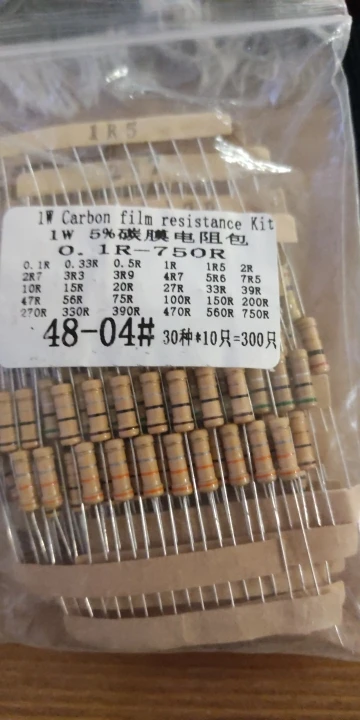 1R5
1W Carbon film resistance Kit
1W 5%碳膜电阻包
0.1R-750R
0.1R 0.33R 0.5R 1R 1R5 2R
2R7 3R3 3R9 4R7 5R6 7R5
10R 15R 20R 27R 33R 39R
47R 56R 75R 100R 150R 200R
270R 330R 390R 470R 560R 750R
48-04# 30种*10只=300只